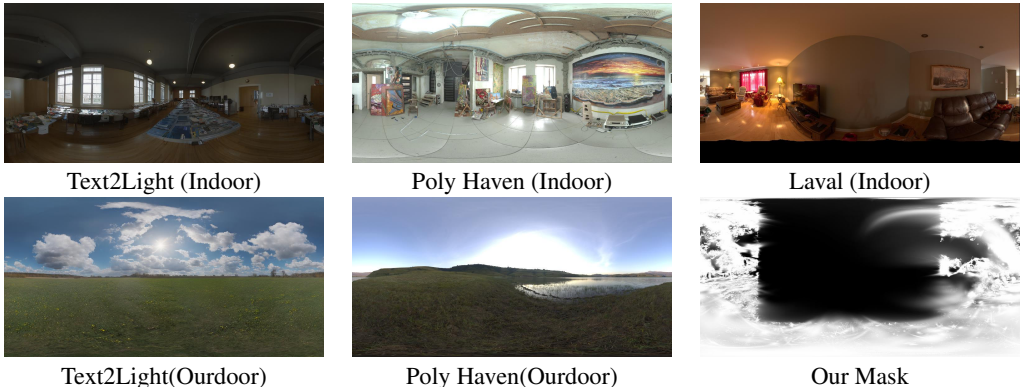 Text2Light (Indoor)
Poly Haven (Indoor)
Laval (Indoor)
Text2Light(Ourdoor)
Poly Haven(Ourdoor)
Our Mask